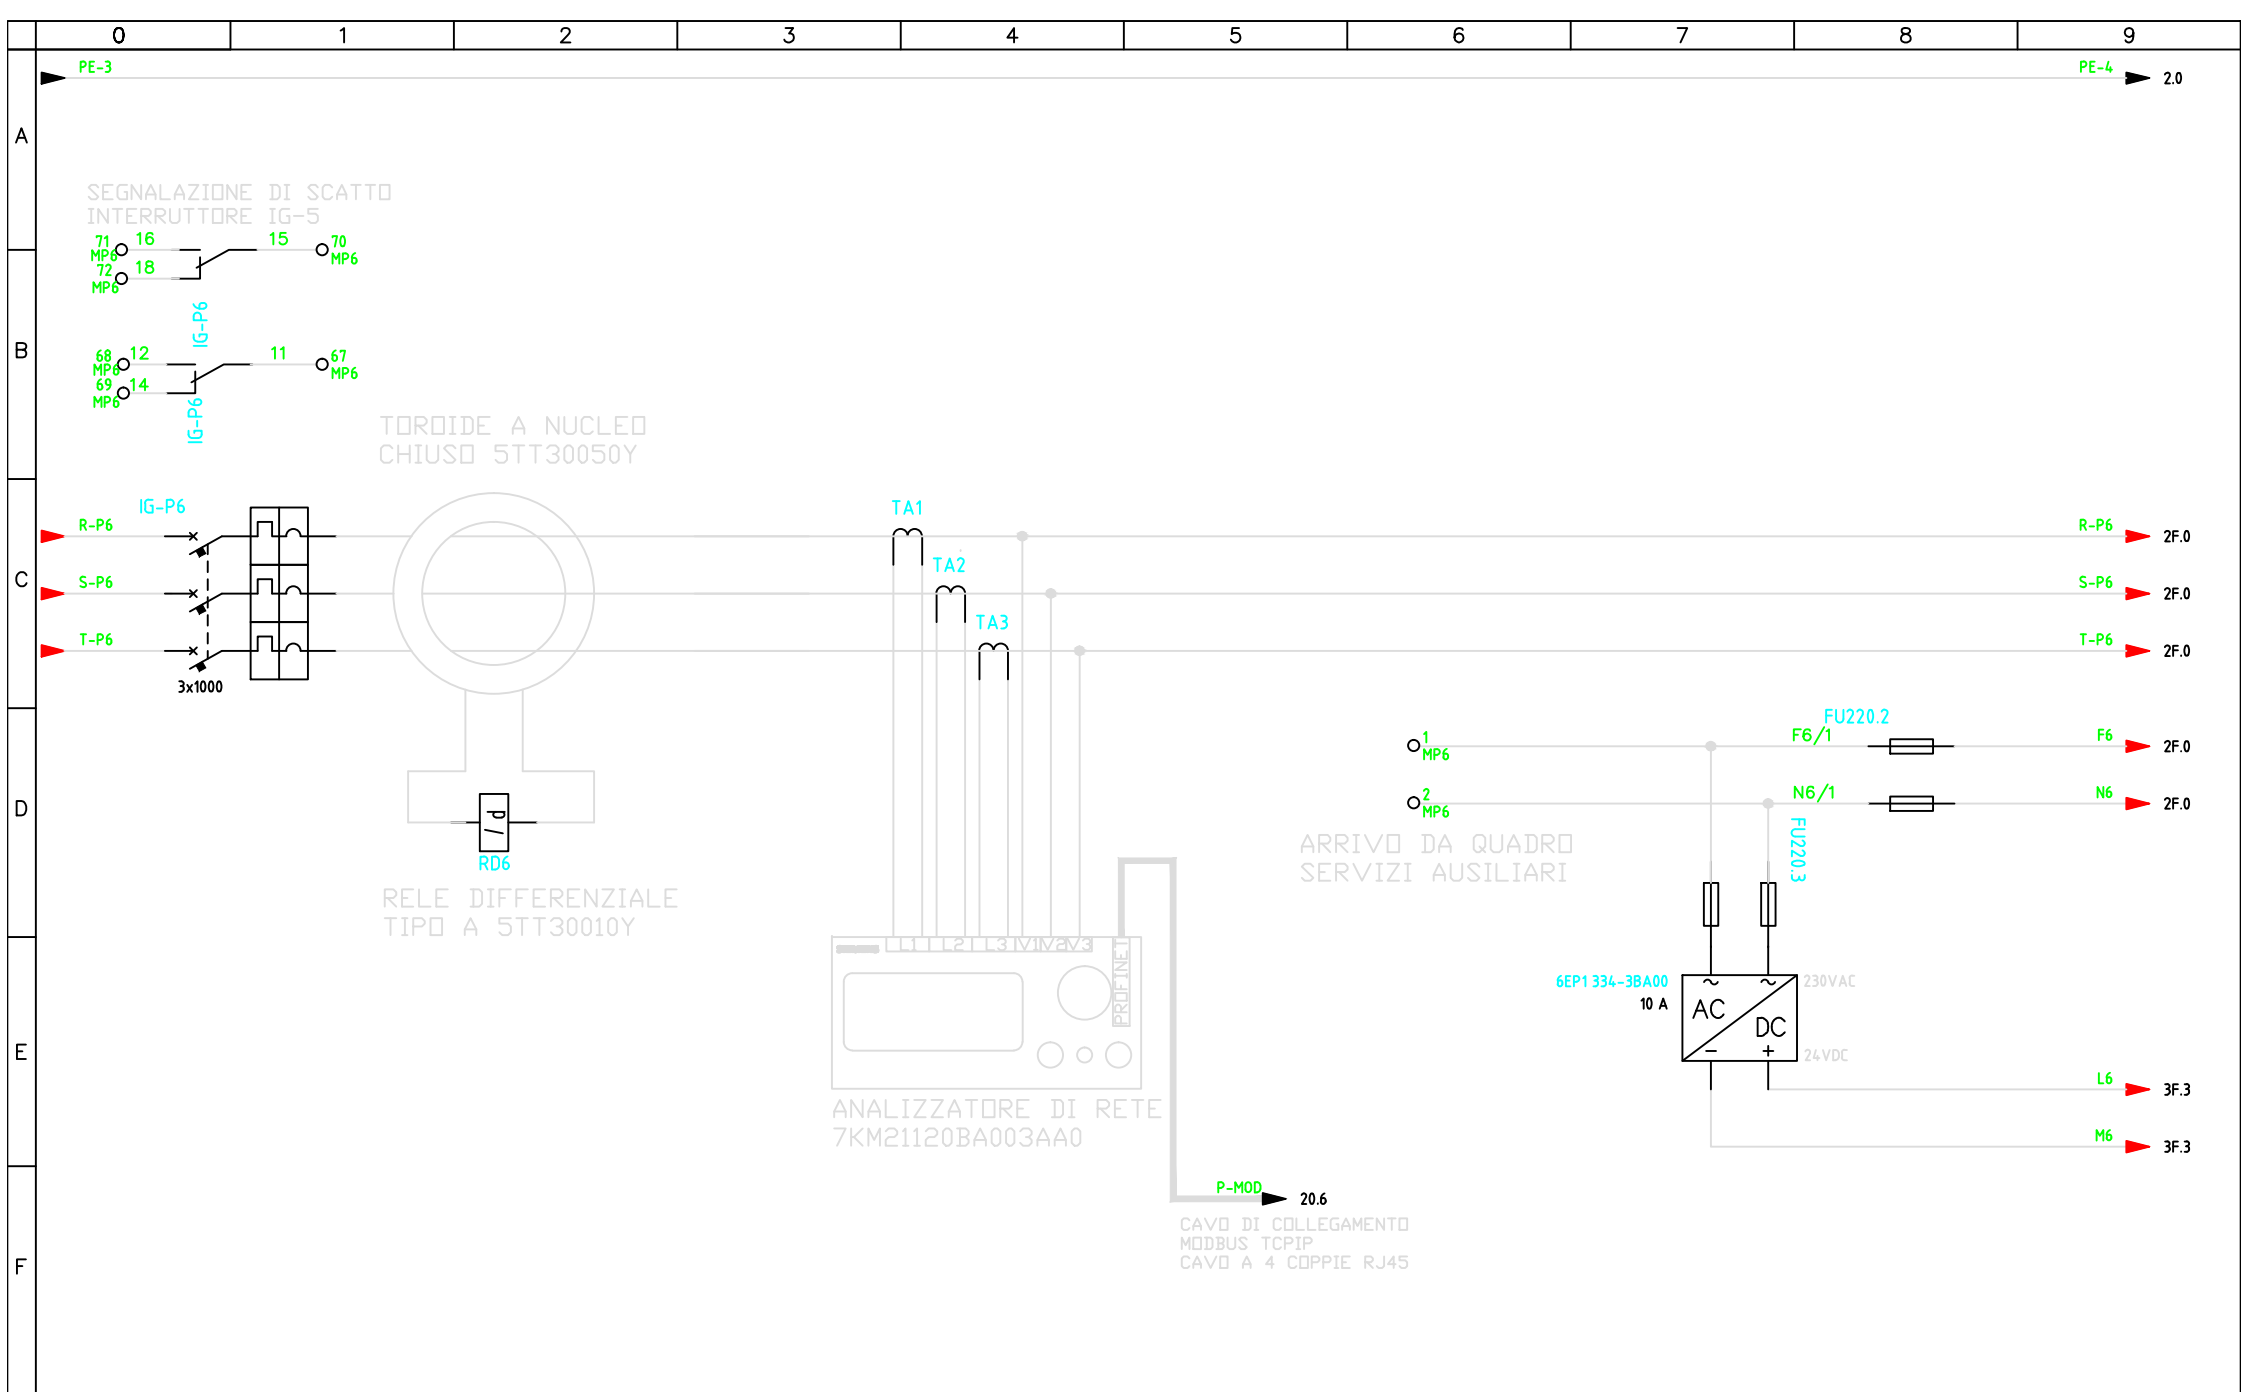 0 1 2 3 4 5 6 7 8 9
PE-3
PE-4
2.0
A
SEGNALAZIONE DI SCATTO
INTERRUTTORE IG-5
71 16 15 70
MP6 MP6
72 18
MP6
IG-P6
B
68 12 11 67
MP6 MP6
69 14
MP6
IG-P6
TOROIDE A NUCLEO
CHIUSO 5TT30050Y
IG-P6
TA1
R-P6
R-P6
2F.0
C
TA2
S-P6
S-P6
2F.0
TA3
T-P6
T-P6
2F.0
3x1000
FU220.2
1
MP6
F6/1
F6
2F.0
D
2
MP6
N6/1
N6
2F.0
FU220.3
P/
RD6
ARRIVO DA QUADRO
SERVIZI AUSILIARI
RELE DIFFERENZIALE
TIPO A 5TT30010Y
L1 L2 L3 V1 V2 V3
PROFINET
6EP1 334-3BA00
10 A
AC
DC
230VAC
24VDC
E
L6
3F.3
ANALIZZATORE DI RETE
7KM21120BA003AA0
M6
3F.3
P-MOD
20.6
CAVO DI COLLEGAMENTO
MODBUS TCPIP
CAVO A 4 COPPIE RJ45
F